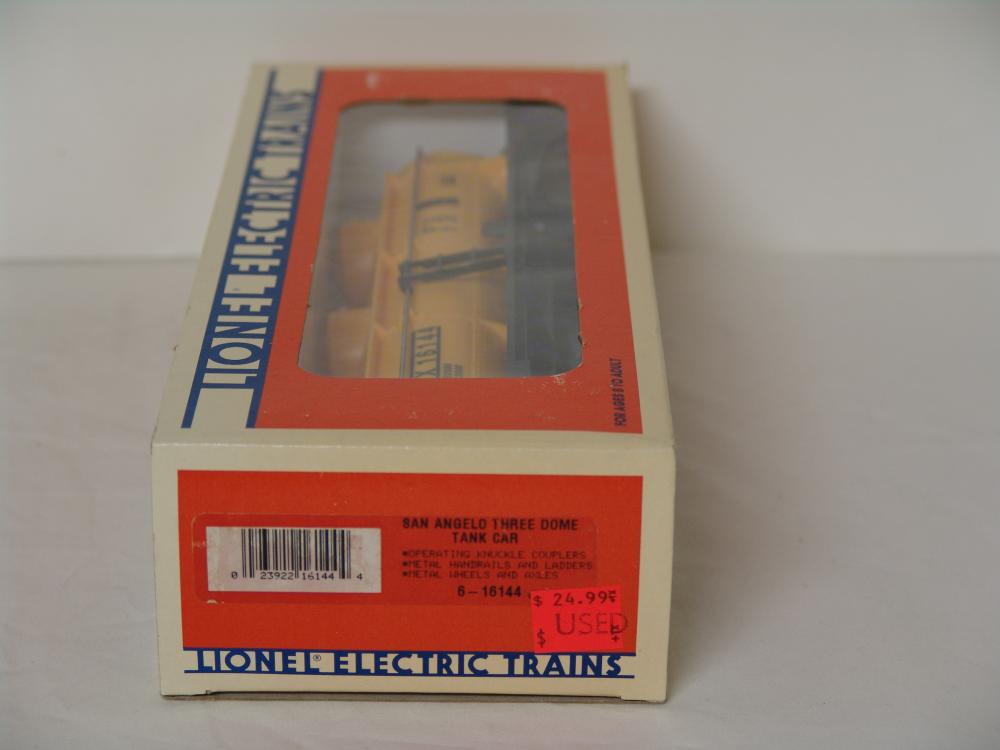 LIONEL ELECTRIC TRAINS
X 16144
FOR AGES 8 TO ADULT
SAN ANGELO THREE DOME
TANK CAR
*OPERATING KNUCKLE COUPLERS
*METAL HANDRAILS AND LADDERS
*METAL WHEELS AND AXLES
6-16144
0 23922 16144 4
$ 24.99
$ USED
LIONEL® ELECTRIC TRAINS